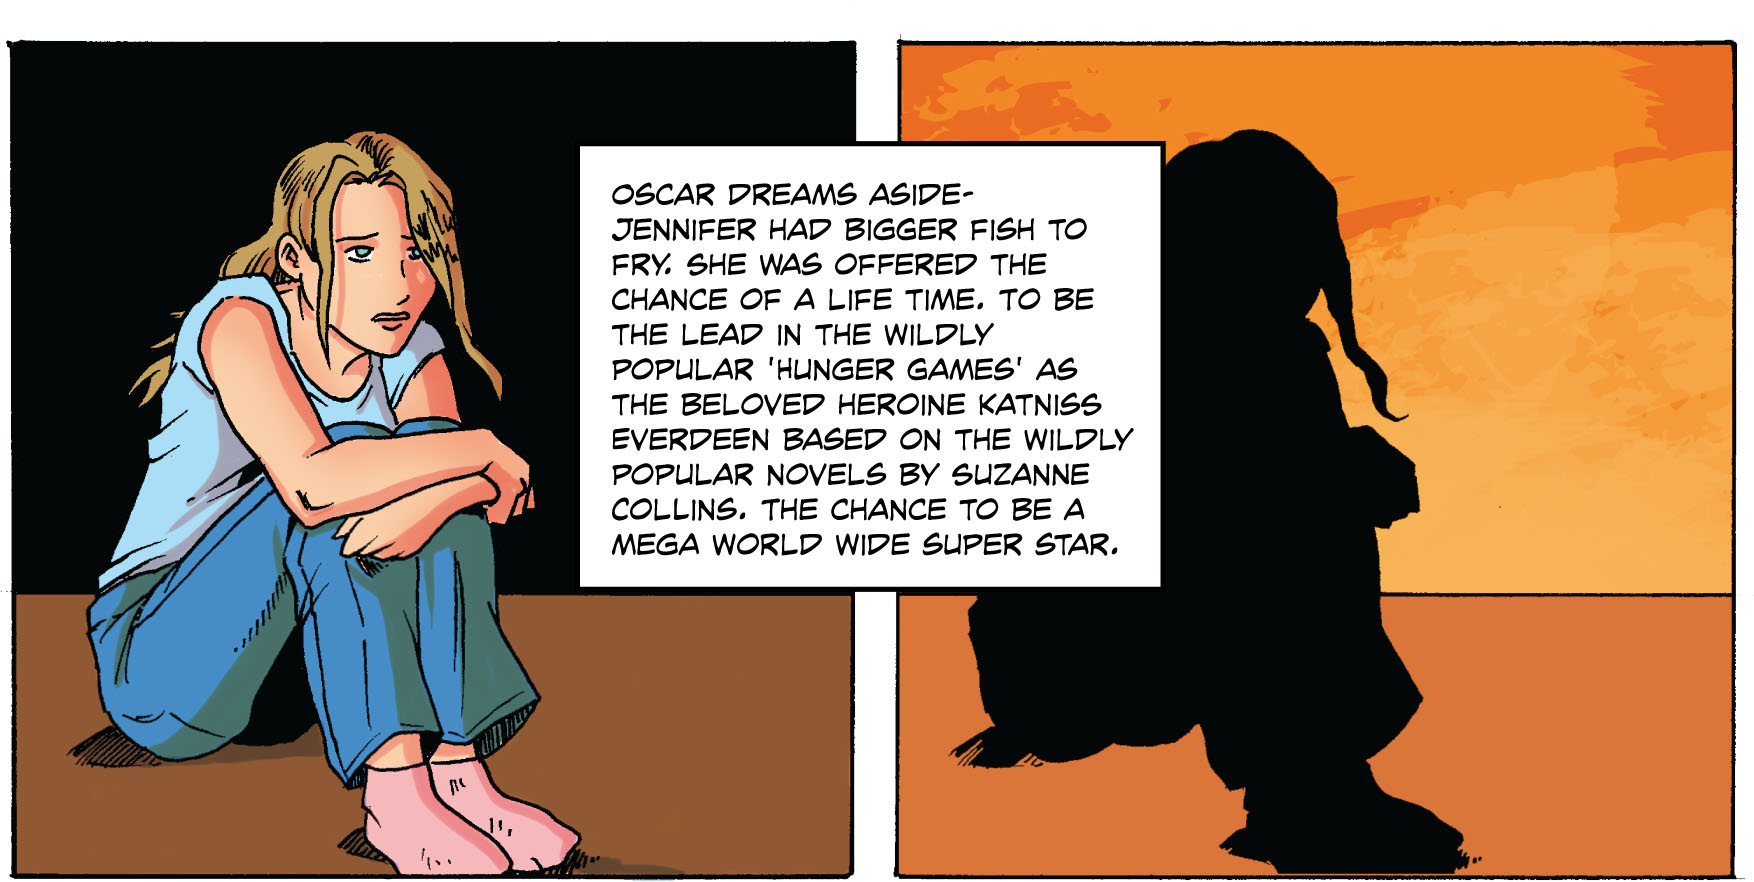 OSCAR DREAMS ASIDE-
JENNIFER HAD BIGGER FISH TO
FRY. SHE WAS OFFERED THE
CHANCE OF A LIFE TIME. TO BE
THE LEAD IN THE WILDLY
POPULAR 'HUNGER GAMES' AS
THE BELOVED HEROINE KATNISS
EVERDEEN BASED ON THE WILDLY
POPULAR NOVELS BY SUZANNE
COLLINS. THE CHANCE TO BE A
MEGA WORLD WIDE SUPER STAR.